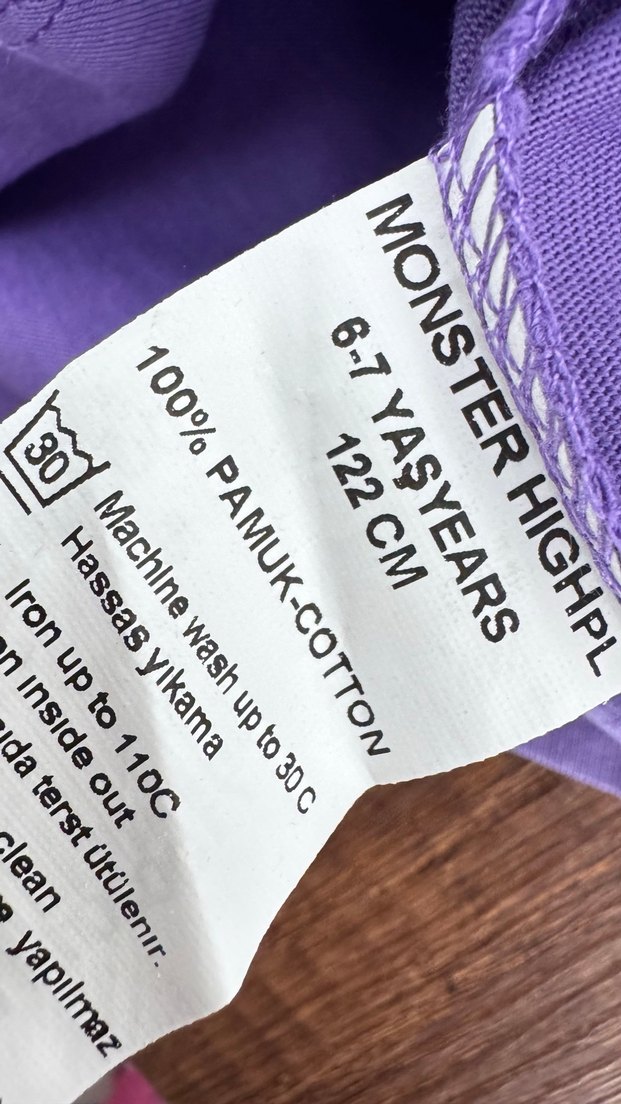 MONSTER HIGHPL
6-7 YAŞYEARS
122 CM
100% PAMUK-COTTON
30
Machine wash up to 30 C
Hassas yıkama
Iron up to 110C
n inside out
ıda terst ütülenir.
clean
yapılmaz